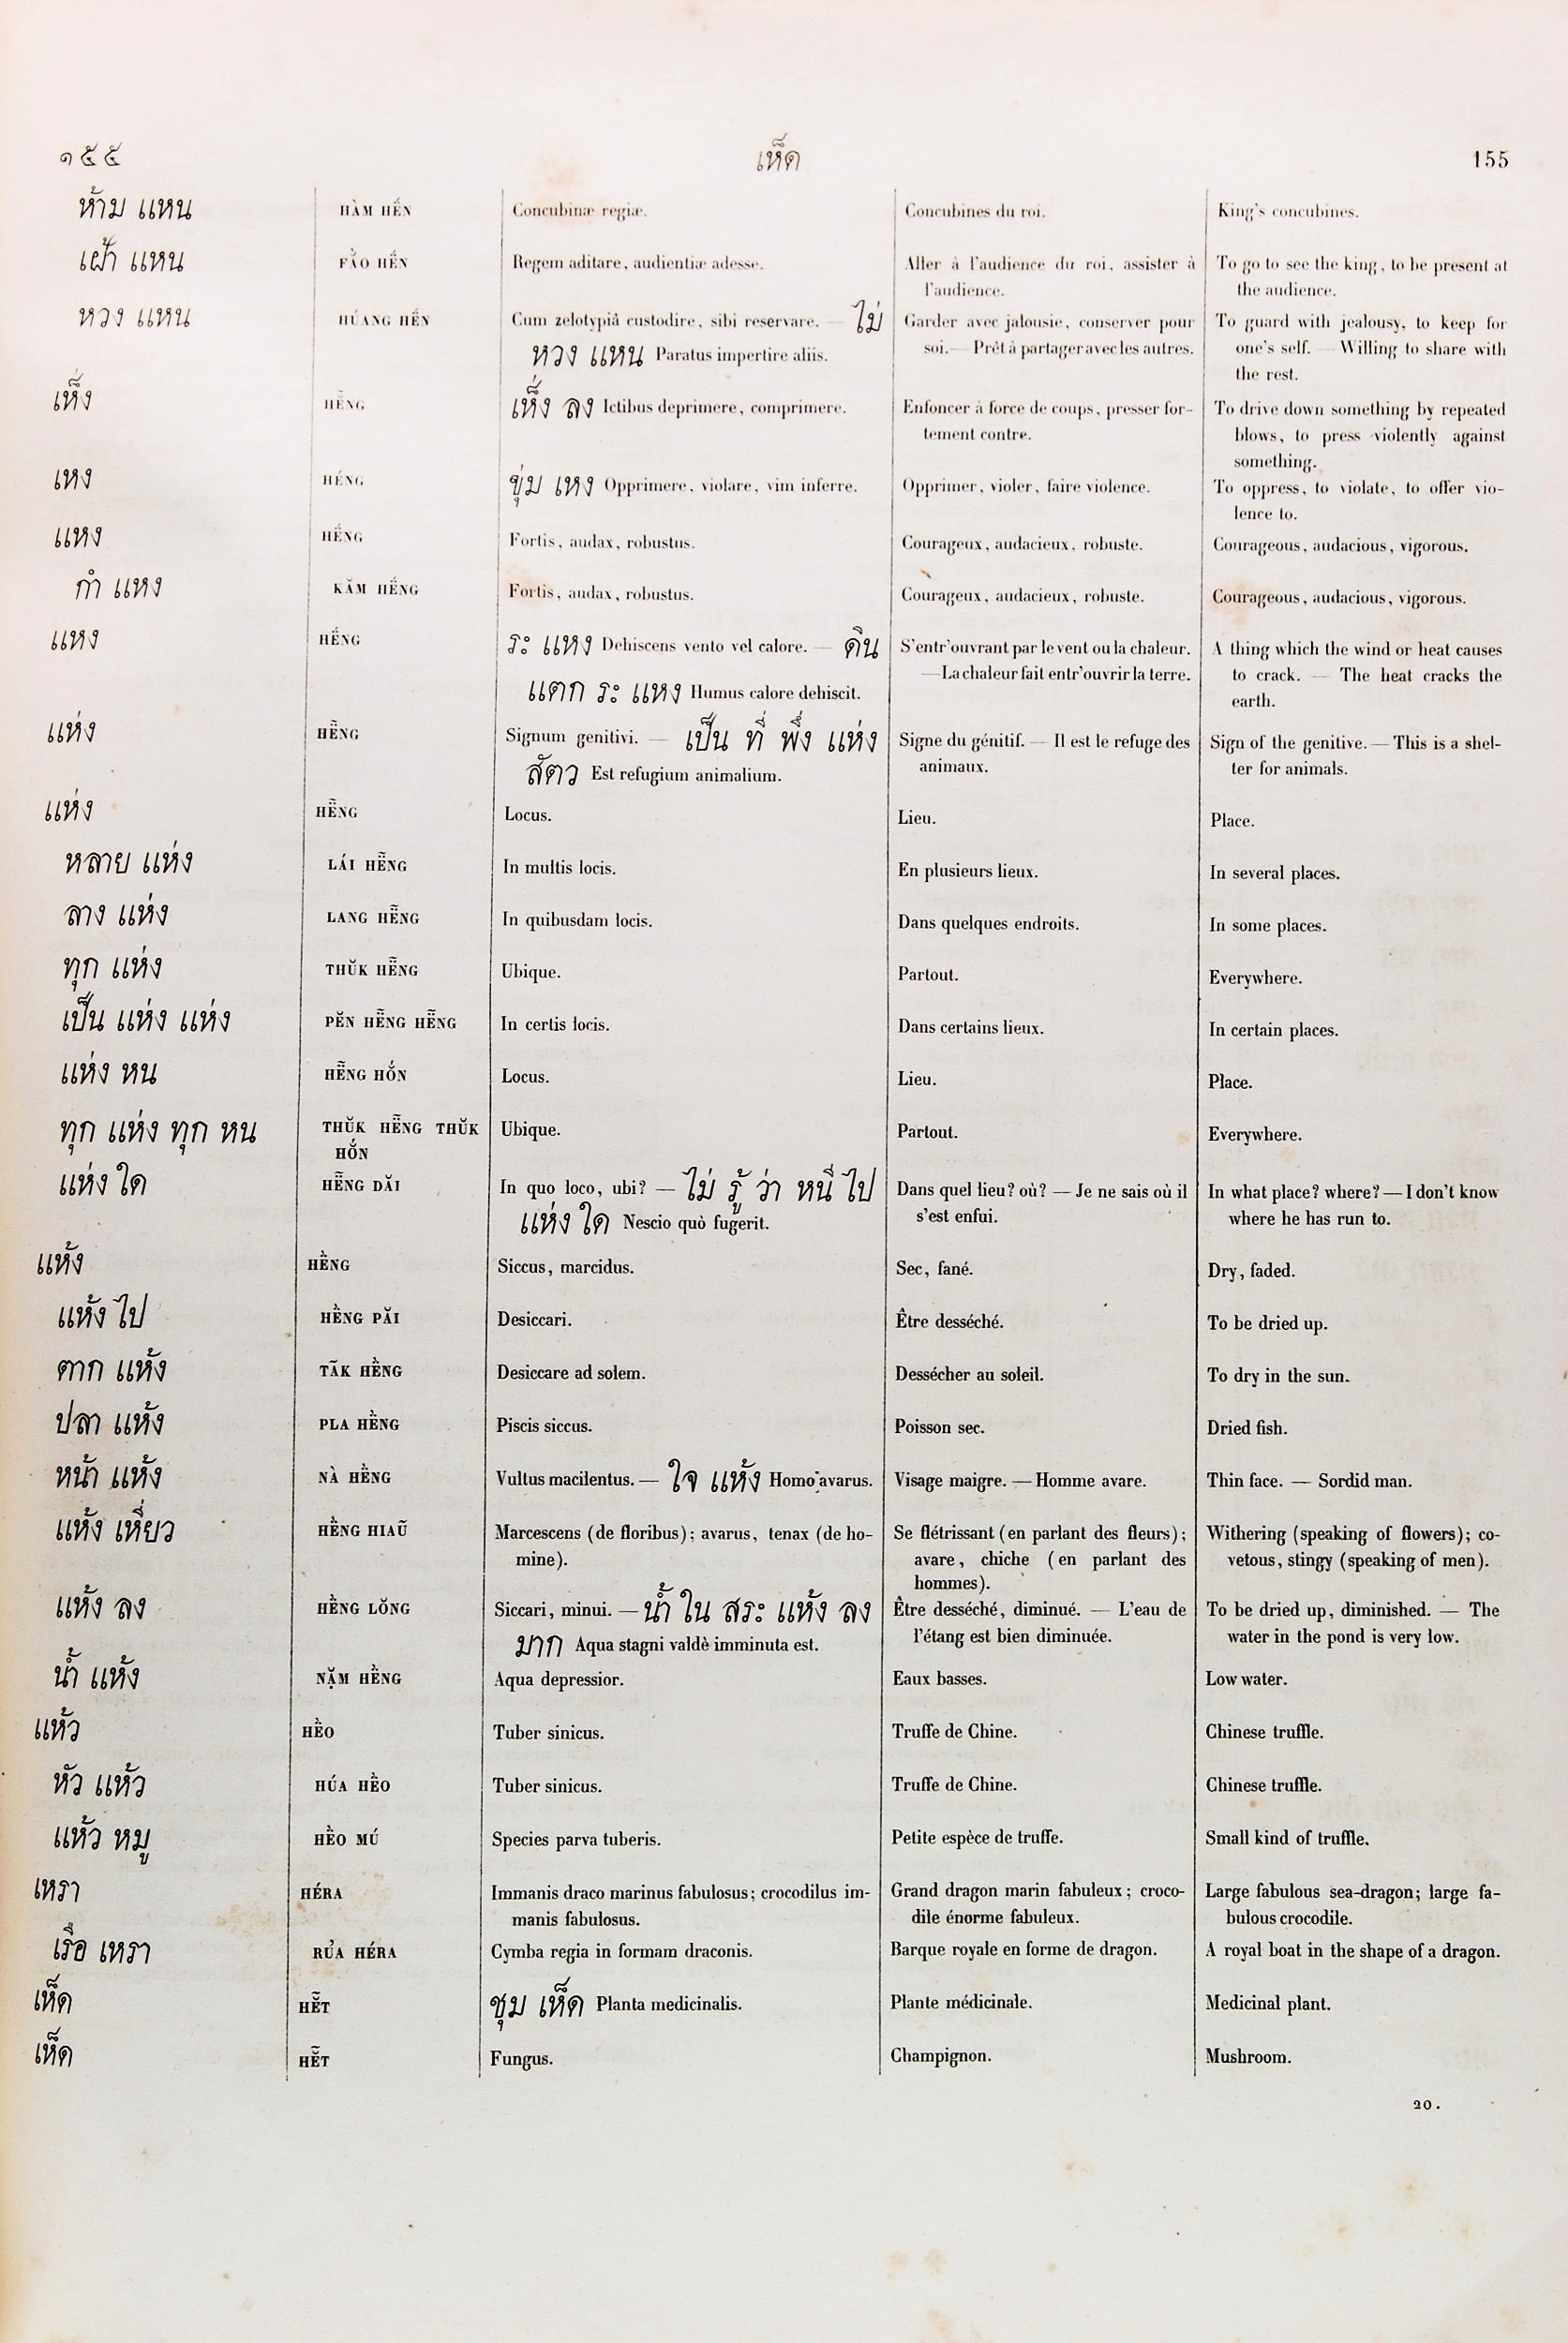 ๑๕๕ เห็ด 155
ห้าม แหน HÀM HẾN Concubinæ regiæ. Concubines du roi. King's concubines.
เฝ้า แหน Regem aditare, audientiæ adesse. Aller à l'audience du roi, assister à To go to see the king, to be present at
l'audience. the audience.
หวง แหน HÚANG HẾN Cum zelotypiâ custodire, sibi reservare. — ไม่ Garder avec jalousie, conserver pour To guard with jealousy, to keep for
หวง แหน Paratus impertire aliis. soi. — Prêt à partager avec les autres. one's self. — Willing to share with
the rest.
เห็ง เห็่ง ลง Ictibus deprimere, comprimere. Enfoncer à force de coups, presser for- To drive down something by repeated
tement contre. blows, to press violently against
something.
เหง HÉNG ขุ่ม เหง Opprimere, violare, vim inferre. Opprimer, violer, faire violence. To oppress, to violate, to offer vio-
lence to.
แหง HẾNG Fortis, audax, robustus. Courageux, audacieux, robuste. Courageous, audacious, vigorous.
กำ แหง KĂM HẾNG Fortis, audax, robustus. Courageux, audacieux, robuste. Courageous, audacious, vigorous.
แหง HẾNG ระ แหง Dehiscens vento vel calore. — ดิน S'entr'ouvrant par le vent ou la chaleur. A thing which the wind or heat causes
แตก ระ แหง Humus calore dehiscit. — La chaleur fait entr'ouvrir la terre. to crack. — The heat cracks the
earth.
แห่ง HỄNG Signum genitivi. — เป็น ที่ พึ่ง แห่ง Signe du génitif. — Il est le refuge des Sign of the genitive. — This is a shel-
สัตว Est refugium animalium. animaux. ter for animals.
แห่ง HỄNG Locus. Lieu. Place.
หลาย แห่ง LÁI HỄNG In multis locis. En plusieurs lieux. In several places.
ลาง แห่ง LANG HỄNG In quibusdam locis. Dans quelques endroits. In some places.
ทุก แห่ง THŬK HỄNG Ubique. Partout. Everywhere.
เป็น แห่ง แห่ง PĔN HỄNG HỄNG In certis locis. Dans certains lieux. In certain places.
แห่ง หน HỄNG HỐN Locus. Lieu. Place.
ทุก แห่ง ทุก หน THŬK HỄNG THŬK Ubique. Partout. Everywhere.
HỐN
แห่ง ใด HỄNG DĂI In quo loco, ubi? — ไม่ รู้ ว่า หนี ไป Dans quel lieu? où? — Je ne sais où il In what place? where? — I don't know
แห่ง ใด Nescio quò fugerit. s'est enfui. where he has run to.
แห้ง HỀNG Siccus, marcidus. Sec, fané. Dry, faded.
แห้ง ไป HỀNG PĂI Desiccari. Être desséché. To be dried up.
ตาก แห้ง TÃK HỀNG Desiccare ad solem. Dessécher au soleil. To dry in the sun.
ปลา แห้ง PLA HỀNG Piscis siccus. Poisson sec. Dried fish.
หน้า แห้ง NÀ HỀNG Vultus macilentus. — ใจ แห้ง Homo avarus. Visage maigre. — Homme avare. Thin face. — Sordid man.
แห้ง เหี่ยว HỀNG HIAŨ Marcescens (de floribus); avarus, tenax (de ho- Se flétrissant (en parlant des fleurs); Withering (speaking of flowers); co-
mine). avare, chiche (en parlant des vetous, stingy (speaking of men).
hommes).
แห้ง ลง HỀNG LŎNG Siccari, minui. — น้ำ ใน สระ แห้ง ลง Être desséché, diminué. — L'eau de To be dried up, diminished. — The
มาก Aqua stagni valdè imminuta est. l'étang est bien diminuée. water in the pond is very low.
น้ำ แห้ง NẶM HỀNG Aqua depressior. Eaux basses. Low water.
แห้ว HỀO Tuber sinicus. Truffe de Chine. Chinese truffle.
หัว แห้ว HÚA HỀO Tuber sinicus. Truffe de Chine. Chinese truffle.
แห้ว หมู HỀO MÚ Species parva tuberis. Petite espèce de truffe. Small kind of truffle.
เหรา HÉRA Immanis draco marinus fabulosus; crocodilus im- Grand dragon marin fabuleux; croco- Large fabulous sea-dragon; large fa-
manis fabulosus. dile énorme fabuleux. bulous crocodile.
เรือ เหรา RỦA HÉRA Cymba regia in formam draconis. Barque royale en forme de dragon. A royal boat in the shape of a dragon.
เห็ด ชุม เห็ด Planta medicinalis. Plante médicinale. Medicinal plant.
เห็ด Fungus. Champignon. Mushroom.
20.